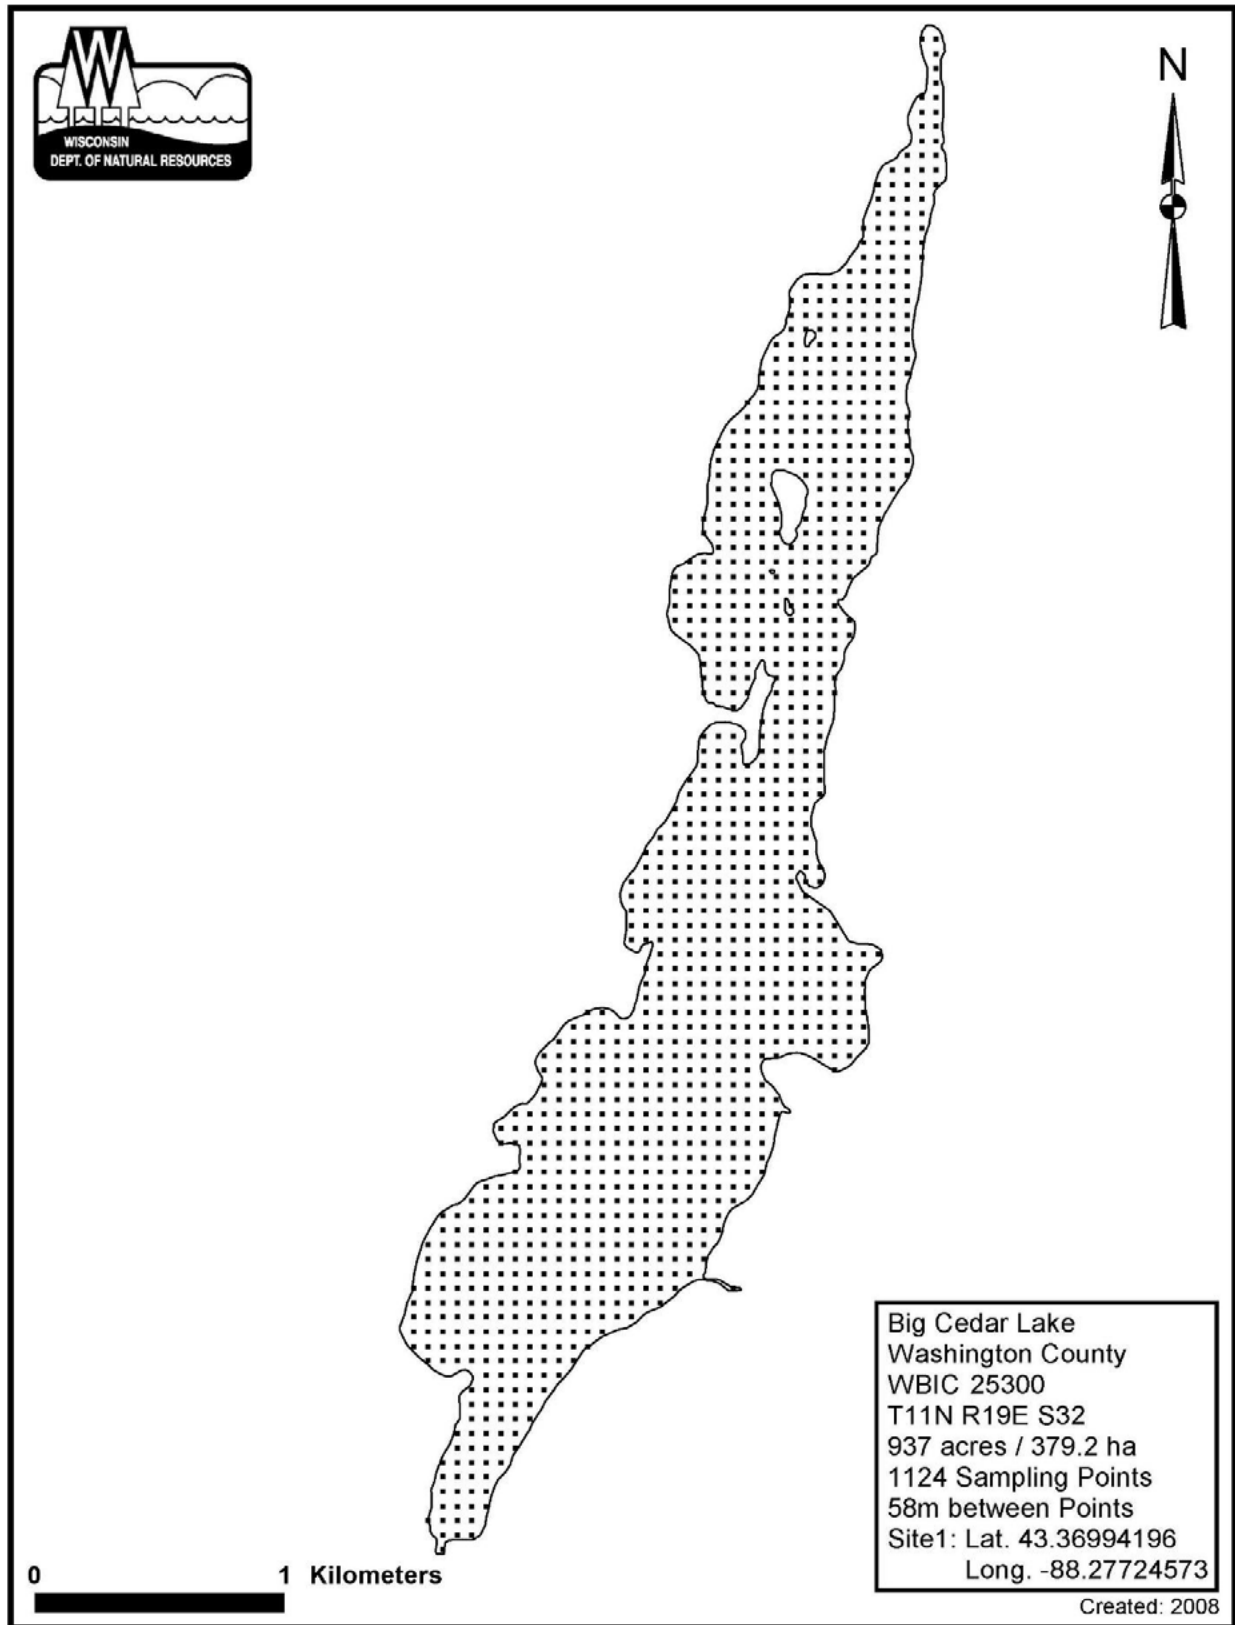 W
WISCONSIN
DEPT. OF NATURAL RESOURCES
N
Big Cedar Lake
Washington County
WBIC 25300
T11N R19E S32
937 acres / 379.2 ha
1124 Sampling Points
58m between Points
Site1: Lat. 43.36994196
Long. -88.27724573
0 1 Kilometers
Created: 2008